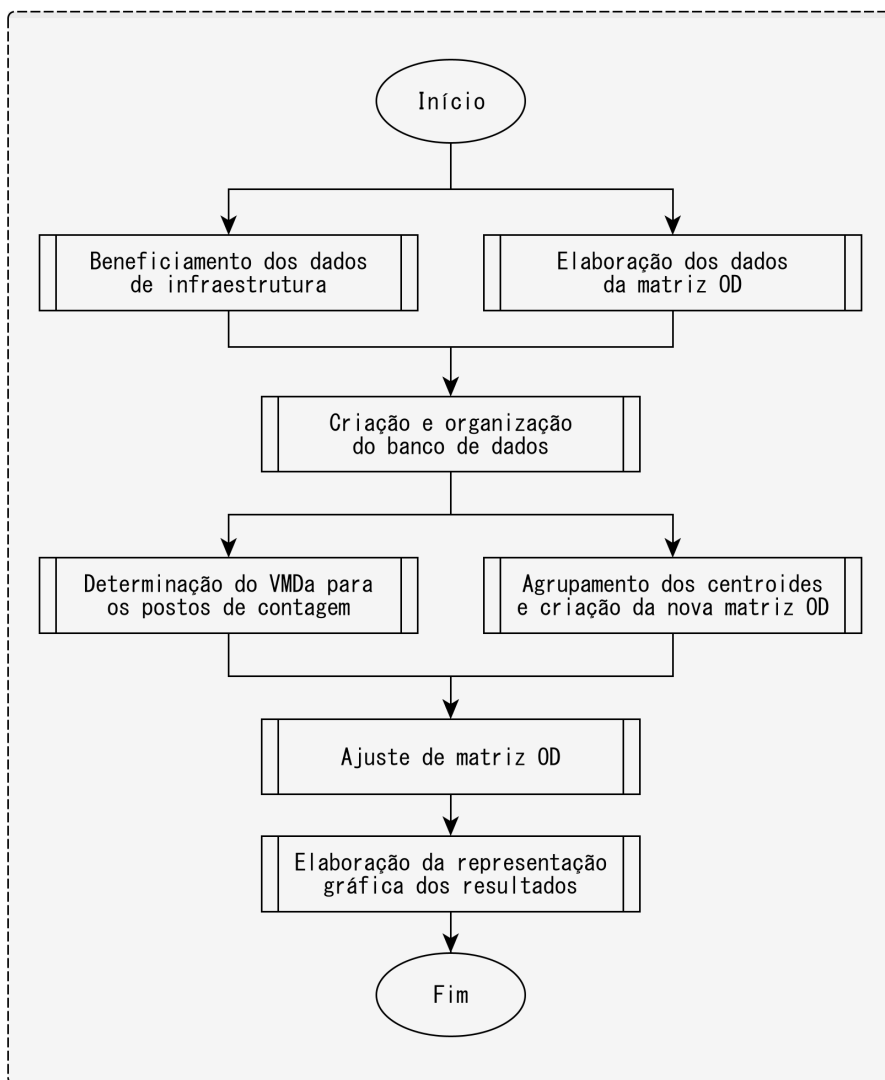 Início
Beneficiamento dos dados
de infraestrutura
Elaboração dos dados
da matriz OD
Criação e organização
do banco de dados
Determinação do VMDa para
os postos de contagem
Agrupamento dos centroides
e criação da nova matriz OD
Ajuste de matriz OD
Elaboração da representação
gráfica dos resultados
Fim